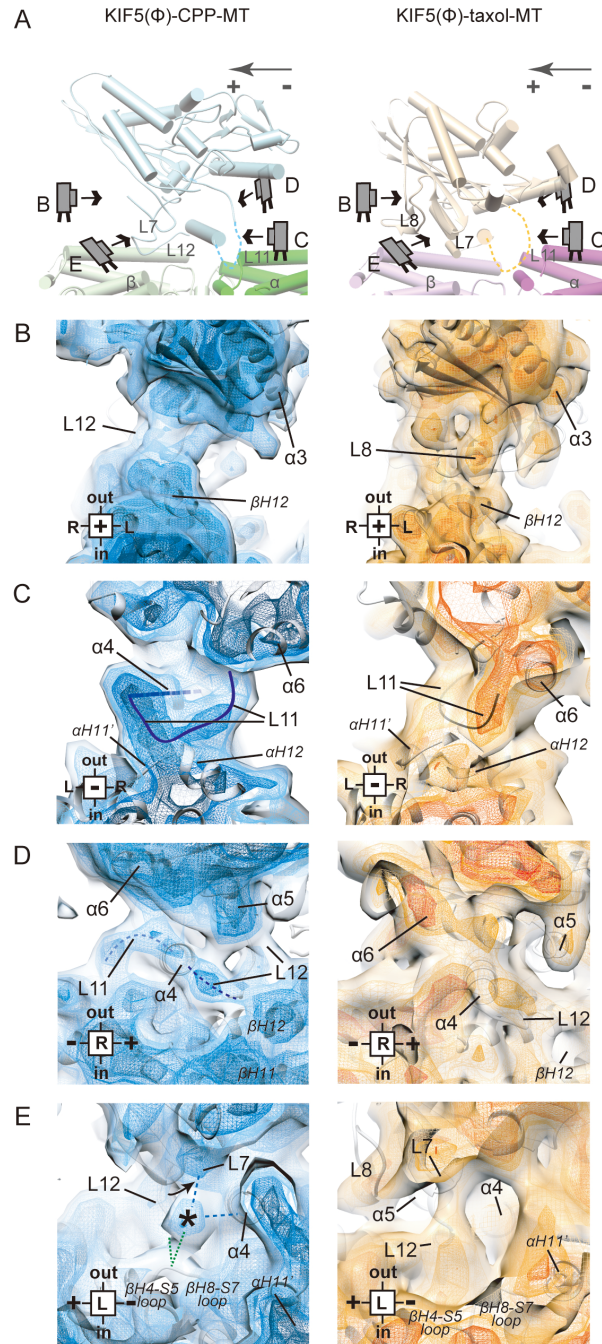 A
KIF5(Φ)-CPP-MT
KIF5(Φ)-taxol-MT
+ -
+ -
B
D
L7
E
L12
C
L11
β
α
B
D
L8
L7
E
C
L11
β
α
B
L12
α3
βH12
out
R + L
in
L8
α3
βH12
out
R + L
in
C
α4
α6
L11
αH11'
αH12
out
L - R
in
L11
α6
αH11'
αH12
out
L - R
in
D
α6
α5
L11
α4
L12
βH12
βH11
out
- R +
in
α6
α5
α4
L12
βH12
out
- R +
in
E
L7
L12
*
α4
βH4-S5
loop
βH8-S7
loop
αH11'
out
+ L -
in
L8
L7
α5
α4
L12
αH11'
βH4-S5
loop
βH8-S7
loop
out
+ L -
in